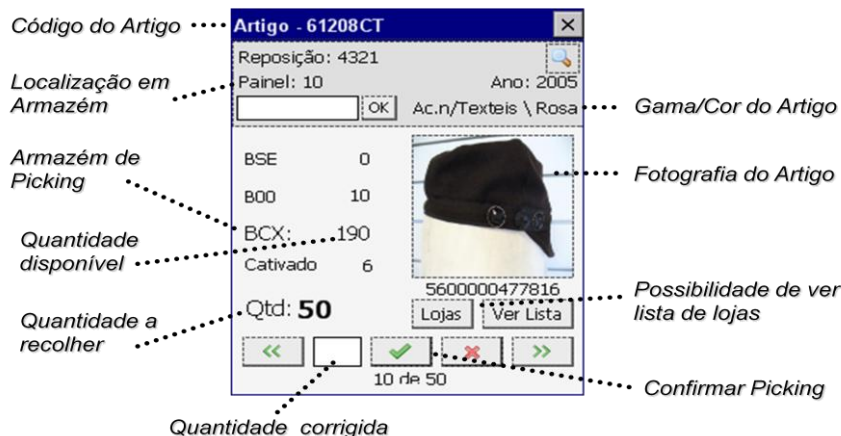 Código do Artigo
Artigo - 61208CT
Reposição: 4321
Localização em
Armazém
Painel: 10
Ano: 2005
OK
Ac.n/Texteis \ Rosa
Gama/Cor do Artigo
Armazém de
Picking
BSE 0
Fotografia do Artigo
B00 10
BCX: 190
Quantidade
disponível
Cativado 6
5600000477816
Possibilidade de ver
lista de lojas
Qtd: 50
Lojas
Ver Lista
Quantidade a
recolher
10 de 50
Confirmar Picking
Quantidade corrigida